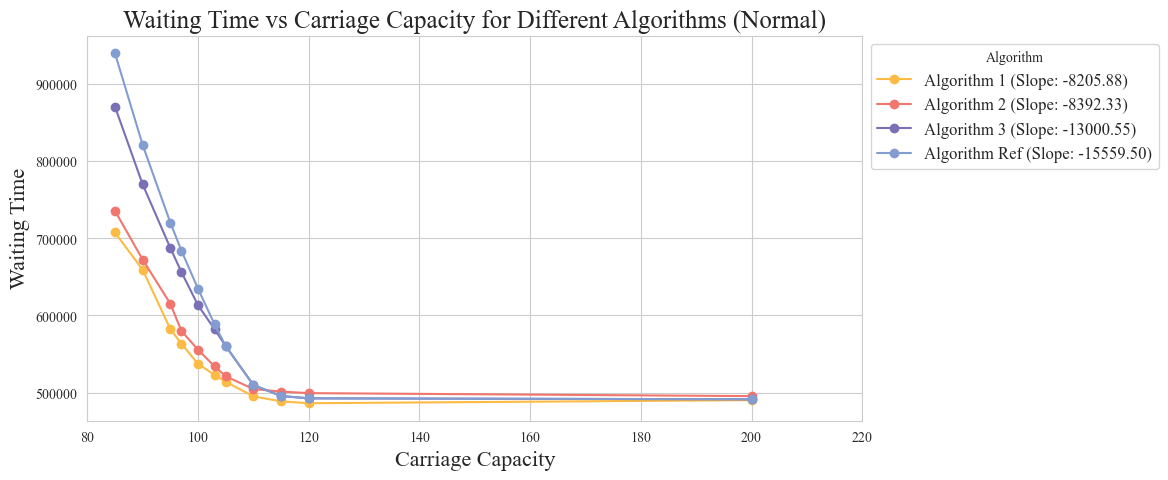 Waiting Time vs Carriage Capacity for Different Algorithms (Normal)
Algorithm
Algorithm 1 (Slope: -8205.88)
Algorithm 2 (Slope: -8392.33)
Algorithm 3 (Slope: -13000.55)
Algorithm Ref (Slope: -15559.50)
Waiting Time
900000
800000
700000
600000
500000
80 100 120 140 160 180 200 220
Carriage Capacity